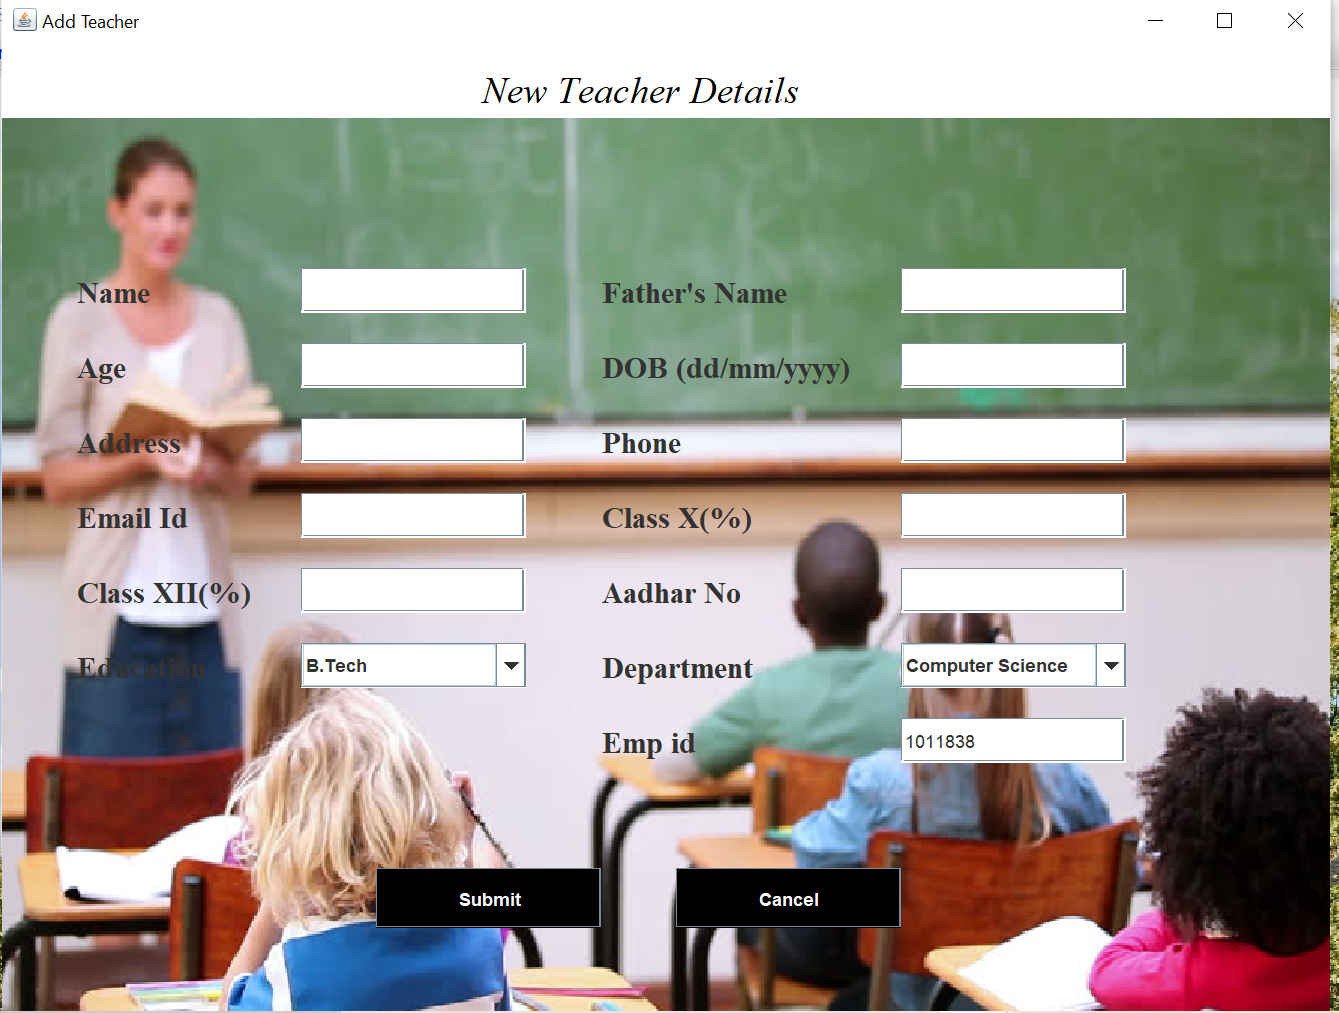 Add Teacher
New Teacher Details
Name Father's Name
Age DOB (dd/mm/yyyy)
Address Phone
Email Id Class X(%)
Class XII(%) Aadhar No
Education B.Tech Department Computer Science
Emp id 1011838
Submit Cancel